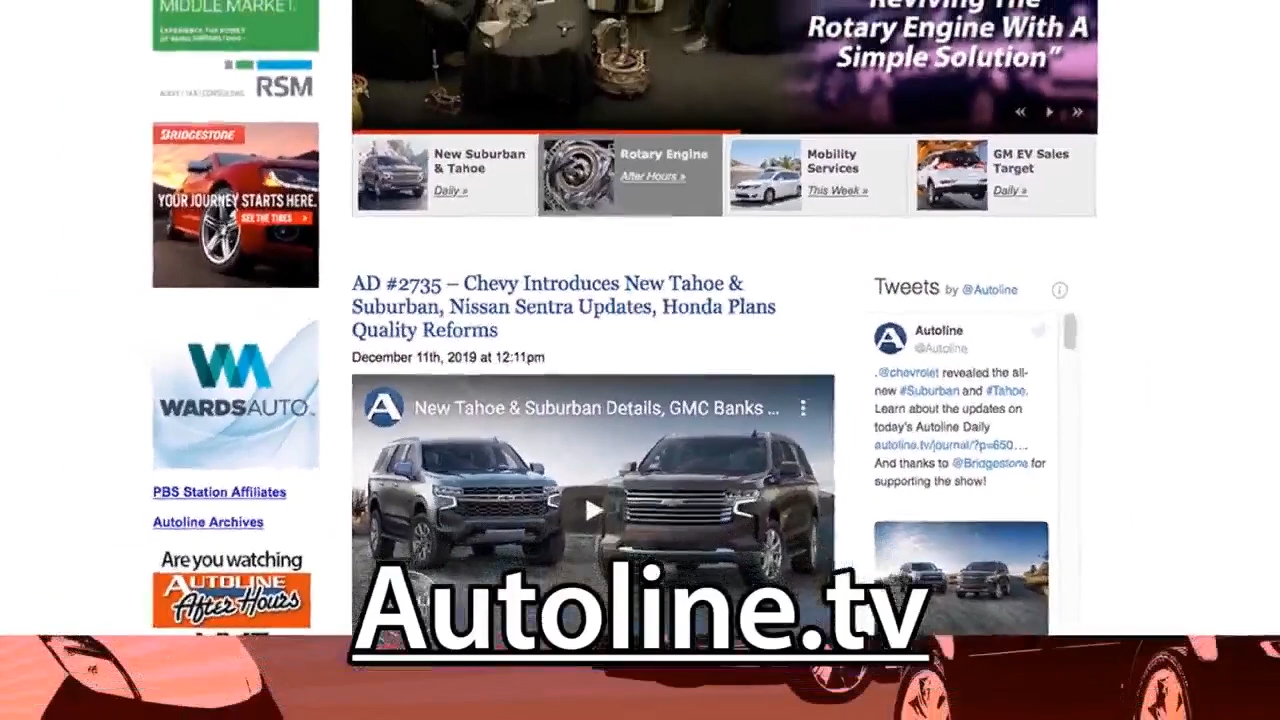 MIDDLE MARKET.
RSM
BRIDGESTONE
YOUR JOURNEY STARTS HERE.
SEE THE TIRES >
WARDSAUTO
PBS Station Affiliates
Autoline Archives
Are you watching
AUTOLINE
After Hours
Reviving The
Rotary Engine With A
Simple Solution”
New Suburban
& Tahoe
Daily »
Rotary Engine
After Hours »
Mobility
Services
This Week »
GM EV Sales
Target
Daily »
AD #2735 – Chevy Introduces New Tahoe &
Suburban, Nissan Sentra Updates, Honda Plans
Quality Reforms
December 11th, 2019 at 12:11pm
New Tahoe & Suburban Details, GMC Banks ...
Tweets by @Autoline
Autoline
@Autoline
.@chevrolet revealed the all-
new #Suburban and #Tahoe.
Learn about the updates on
today's Autoline Daily
autoline.tv/journal/?p=650…
And thanks to @Bridgestone for
supporting the show!
Autoline.tv